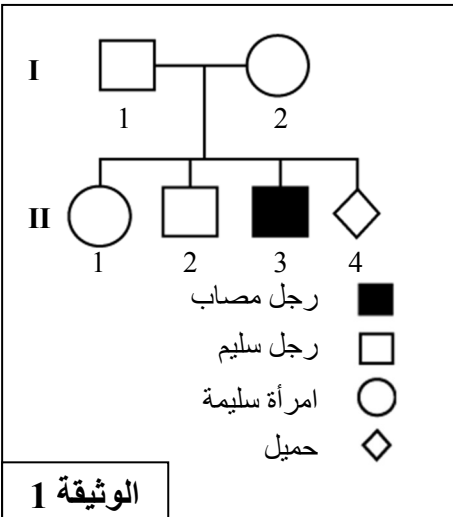 I
1 2
II
1 2 3 4
رجل مصاب
رجل سليم
امرأة سليمة
حميل
الوثيقة 1